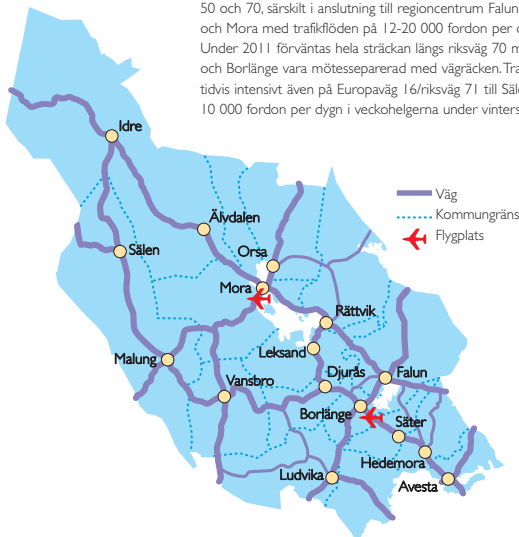 50 och 70, särskilt i anslutning till regioncentrum Falun
och Mora med trafikflöden på 12-20 000 fordon per
Under 2011 förväntas hela sträckan längs riksväg 70
och Borlänge vara mötesseparerad med vägräcken.
tidvis intensivt även på Europaväg 16/riksväg 71 till
10 000 fordon per dygn i veckohelgerna under
Idre
Väg
Kommungräns
Flygplats
Älvdalen
Sälen
Orsa
Mora
Rättvik
Leksand
Malung
Djurås
Falun
Vansbro
Borlänge
Säter
Hedemora
Ludvika
Avesta